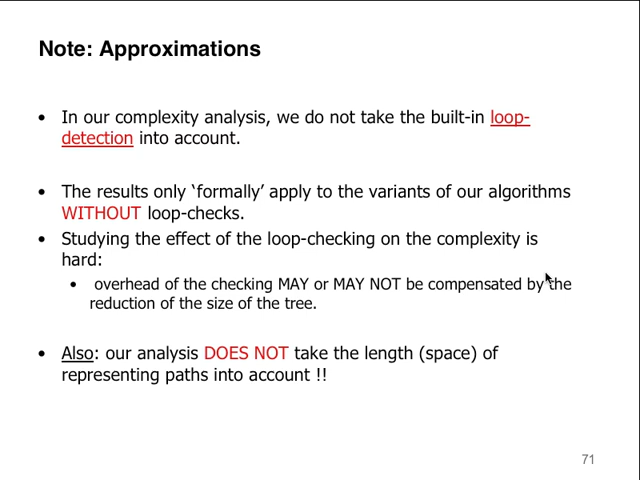 Note: Approximations
• In our complexity analysis, we do not take the built-in loop-
detection into account.
• The results only ‘formally’ apply to the variants of our algorithms
WITHOUT loop-checks.
• Studying the effect of the loop-checking on the complexity is
hard:
• overhead of the checking MAY or MAY NOT be compensated by the
reduction of the size of the tree.
• Also: our analysis DOES NOT take the length (space) of
representing paths into account !!
71